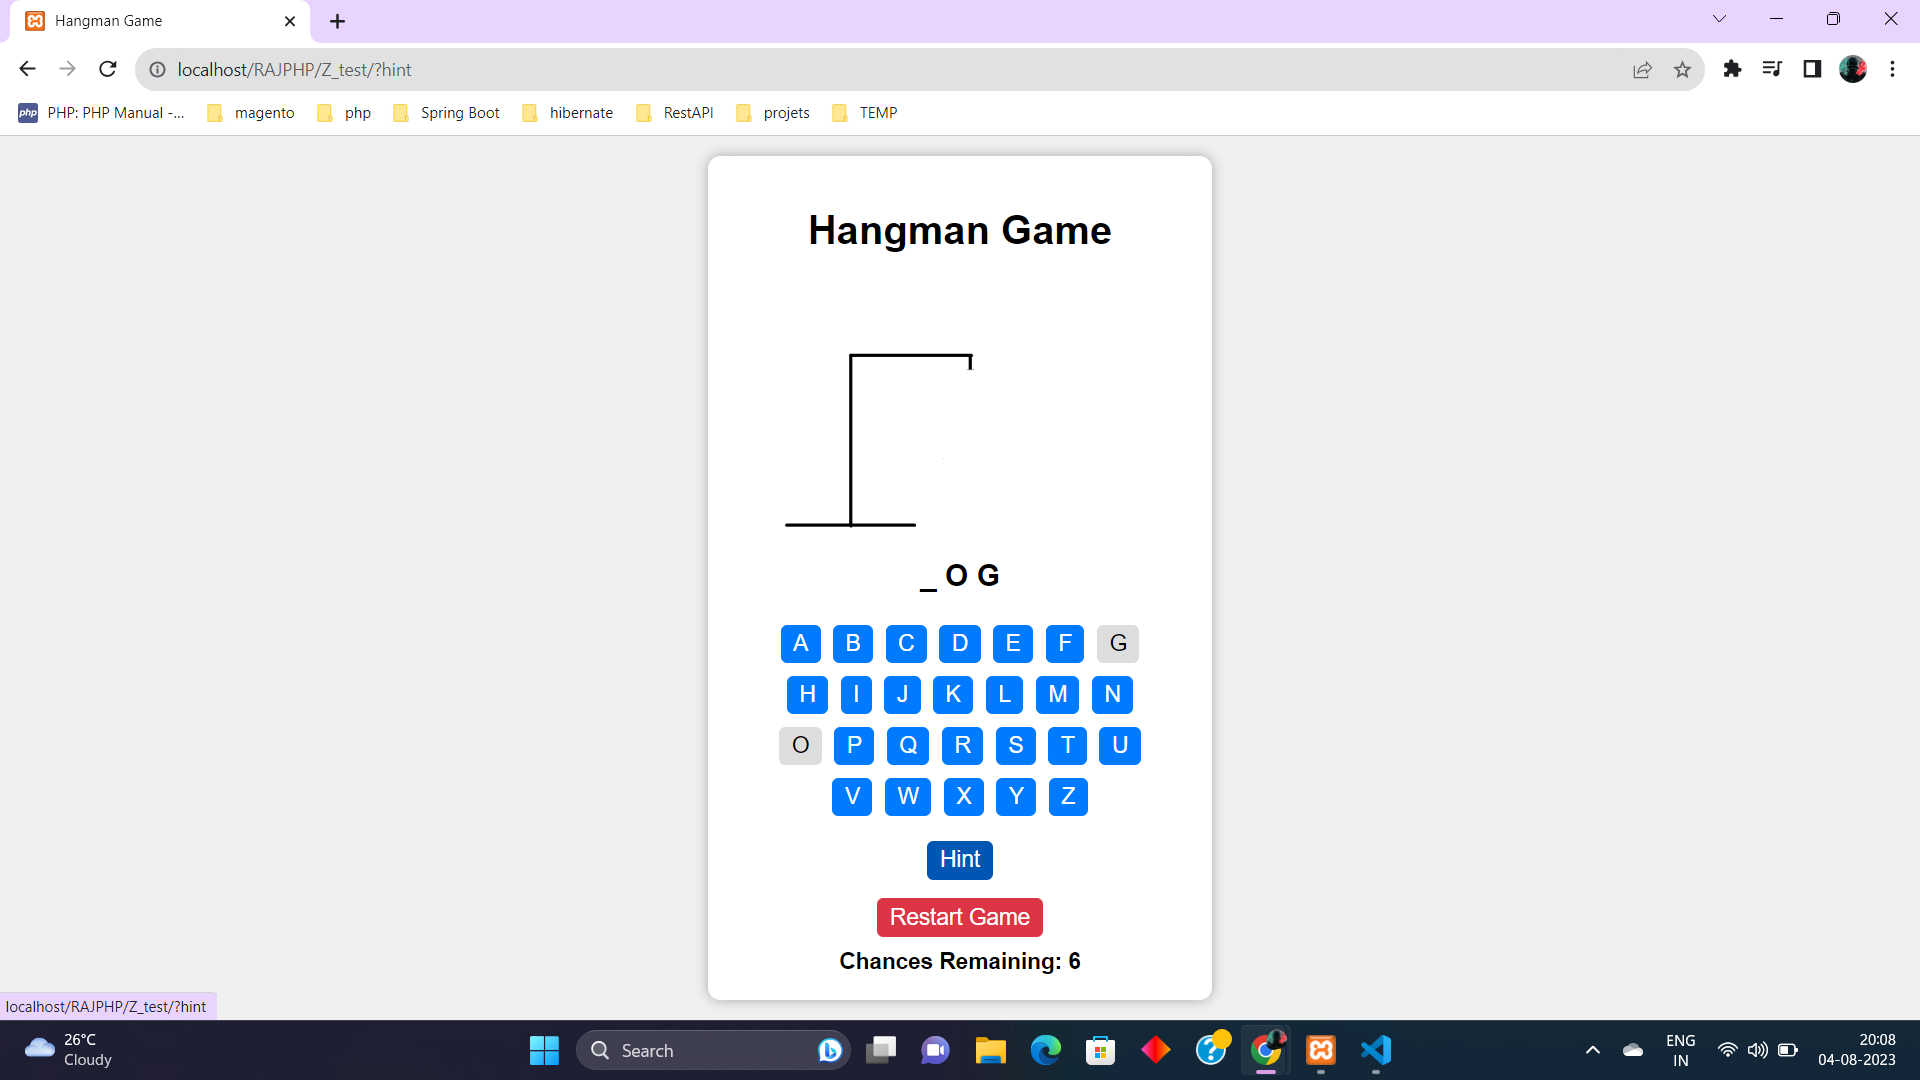 Hangman Game
localhost/RAJPHP/Z_test/?hint
php PHP: PHP Manual -... magento php Spring Boot hibernate RestAPI projets TEMP
Hangman Game
_ O G
A B C D E F G
H I J K L M N
O P Q R S T U
V W X Y Z
Hint
Restart Game
Chances Remaining: 6
localhost/RAJPHP/Z_test/?hint
26°C
Cloudy
Search
ENG
IN
20:08
04-08-2023